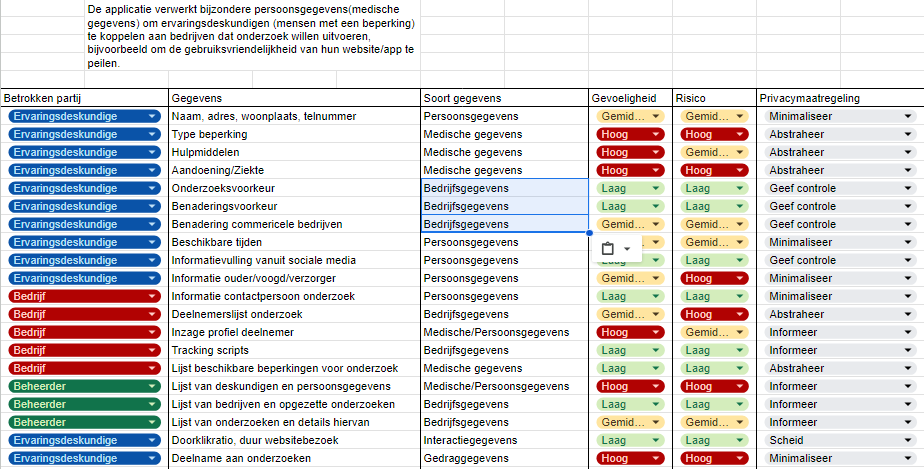 De applicatie verwerkt bijzondere persoonsgegevens(medische
gegevens) om ervaringsdeskundigen (mensen met een beperking)
te koppelen aan bedrijven dat onderzoek willen uitvoeren,
bijvoorbeeld om de gebruiksvriendelijkheid van hun website/app te
peilen.
Betrokken partij Gegevens Soort gegevens Gevoeligheid Risico Privacymaatregeling
Ervaringsdeskundige Naam, adres, woonplaats, telnummer Persoonsgegevens Gemid... Gemid... Minimaliseer
Ervaringsdeskundige Type beperking Medische gegevens Hoog Hoog Abstraheer
Ervaringsdeskundige Hulpmiddelen Medische gegevens Hoog Gemid... Abstraheer
Ervaringsdeskundige Aandoening/Ziekte Medische gegevens Hoog Hoog Abstraheer
Ervaringsdeskundige Onderzoeksvoorkeur Bedrijfsgegevens Laag Laag Geef controle
Ervaringsdeskundige Benaderingsvoorkeur Bedrijfsgegevens Laag Laag Geef controle
Ervaringsdeskundige Benadering commericele bedrijven Bedrijfsgegevens Gemid... Gemid... Geef controle
Ervaringsdeskundige Beschikbare tijden Persoonsgegevens Gemid... Minimaliseer
Ervaringsdeskundige Informatievulling vanuit sociale media Persoonsgegevens Laag Laag Geef controle
Ervaringsdeskundige Informatie ouder/voogd/verzorger Persoonsgegevens Gemid... Hoog Minimaliseer
Bedrijf Informatie contactpersoon onderzoek Persoonsgegevens Laag Laag Minimaliseer
Bedrijf Deelnemerslijst onderzoek Bedrijfsgegevens Gemid... Hoog Abstraheer
Bedrijf Inzage profiel deelnemer Medische/Persoonsgegevens Hoog Gemid... Informeer
Bedrijf Tracking scripts Bedrijfsgegevens Laag Laag Informeer
Bedrijf Lijst beschikbare beperkingen voor onderzoek Medische gegevens Hoog Laag Abstraheer
Beheerder Lijst van deskundigen en persoonsgegevens Medische/Persoonsgegevens Hoog Hoog Informeer
Beheerder Lijst van bedrijven en opgezette onderzoeken Bedrijfsgegevens Laag Laag Informeer
Beheerder Lijst van onderzoeken en details hiervan Bedrijfsgegevens Gemid... Gemid... Informeer
Ervaringsdeskundige Doorklikratio, duur websitebezoek Interactiegegevens Laag Laag Scheid
Ervaringsdeskundige Deelname aan onderzoeken Gedraggegevens Hoog Hoog Minimaliseer